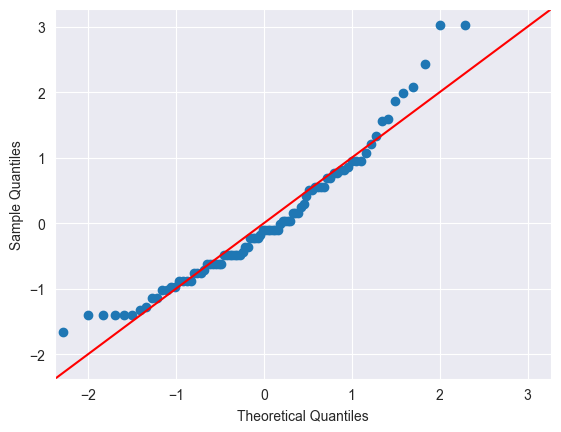 3
2
1
0
−1
−2
Sample Quantiles
−2 −1 0 1 2 3
Theoretical Quantiles